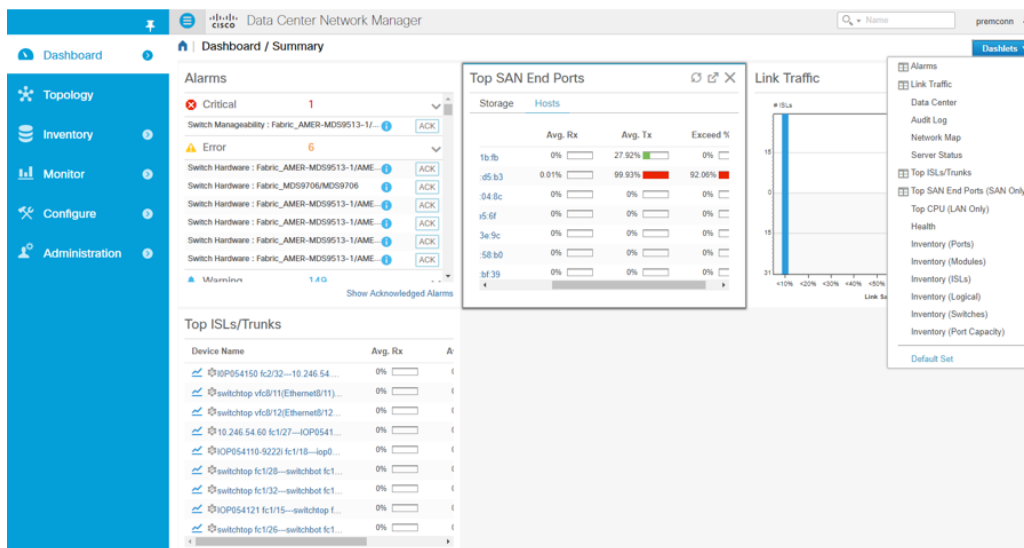 cisco Data Center Network Manager
Name
premconn
Dashboard
Topology
Inventory
Monitor
Configure
Administration
Dashboard / Summary
Dashlets
Alarms
Critical 1
Switch Manageability : Fabric_AMER-MDS9513-1/... ACK
Error 6
Switch Hardware : Fabric_AMER-MDS9513-1/AME... ACK
Switch Hardware : Fabric_MDS9706/MDS9706 ACK
Switch Hardware : Fabric_AMER-MDS9513-1/AME... ACK
Switch Hardware : Fabric_AMER-MDS9513-1/AME... ACK
Switch Hardware : Fabric_AMER-MDS9513-1/AME... ACK
Switch Hardware : Fabric_AMER-MDS9513-1/AME... ACK
Warning 149
Show Acknowledged Alarms
Top SAN End Ports
Storage Hosts
Avg. Rx Avg. Tx Exceed %
1b:fb 0% 27.92% 0%
:d5:b3 0.01% 99.93% 92.06%
:04:8c 0% 0% 0%
b5:6f 0% 0% 0%
3e:9c 0% 0% 0%
:58:b0 0% 0% 0%
:bf:39 0% 0% 0%
Link Traffic
# ISLs
15
0
15
31
<10% <20% <30% <40% <50%
Link Sa
Alarms
Link Traffic
Data Center
Audit Log
Network Map
Server Status
Top ISLs/Trunks
Top SAN End Ports (SAN Only
Top CPU (LAN Only)
Health
Inventory (Ports)
Inventory (Modules)
Inventory (ISLs)
Inventory (Logical)
Inventory (Switches)
Inventory (Port Capacity)
Default Set
Top ISLs/Trunks
Device Name Avg. Rx A
IOP054150 fc2/32---10.246.54.... 0%
switchtop vfc8/11(Ethernet8/11)... 0%
switchtop vfc8/12(Ethernet8/12... 0%
10.246.54.60 fc1/27---IOP0541... 0%
IOP054110-9222i fc1/18---iop0... 0%
switchtop fc1/28---switchbot fc1... 0%
switchtop fc1/32---switchbot fc1... 0%
IOP054121 fc1/15---switchtop f... 0%
switchtop fc1/26---switchbot fc1... 0%